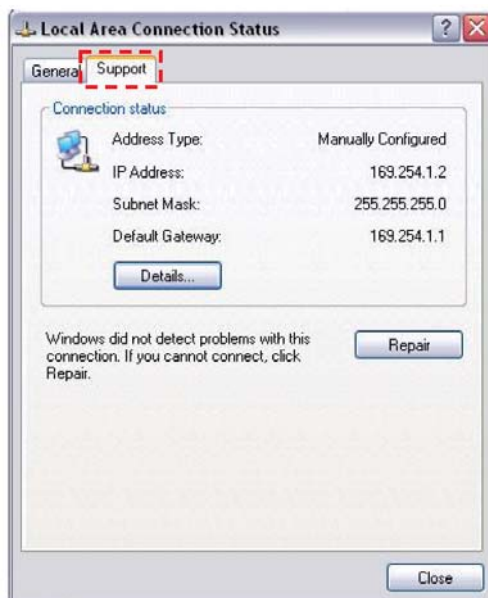 Local Area Connection Status
General Support
Connection status
Address Type: Manually Configured
IP Address: 169.254.1.2
Subnet Mask: 255.255.255.0
Default Gateway: 169.254.1.1
Details...
Windows did not detect problems with this
connection. If you cannot connect, click
Repair.
Repair
Close